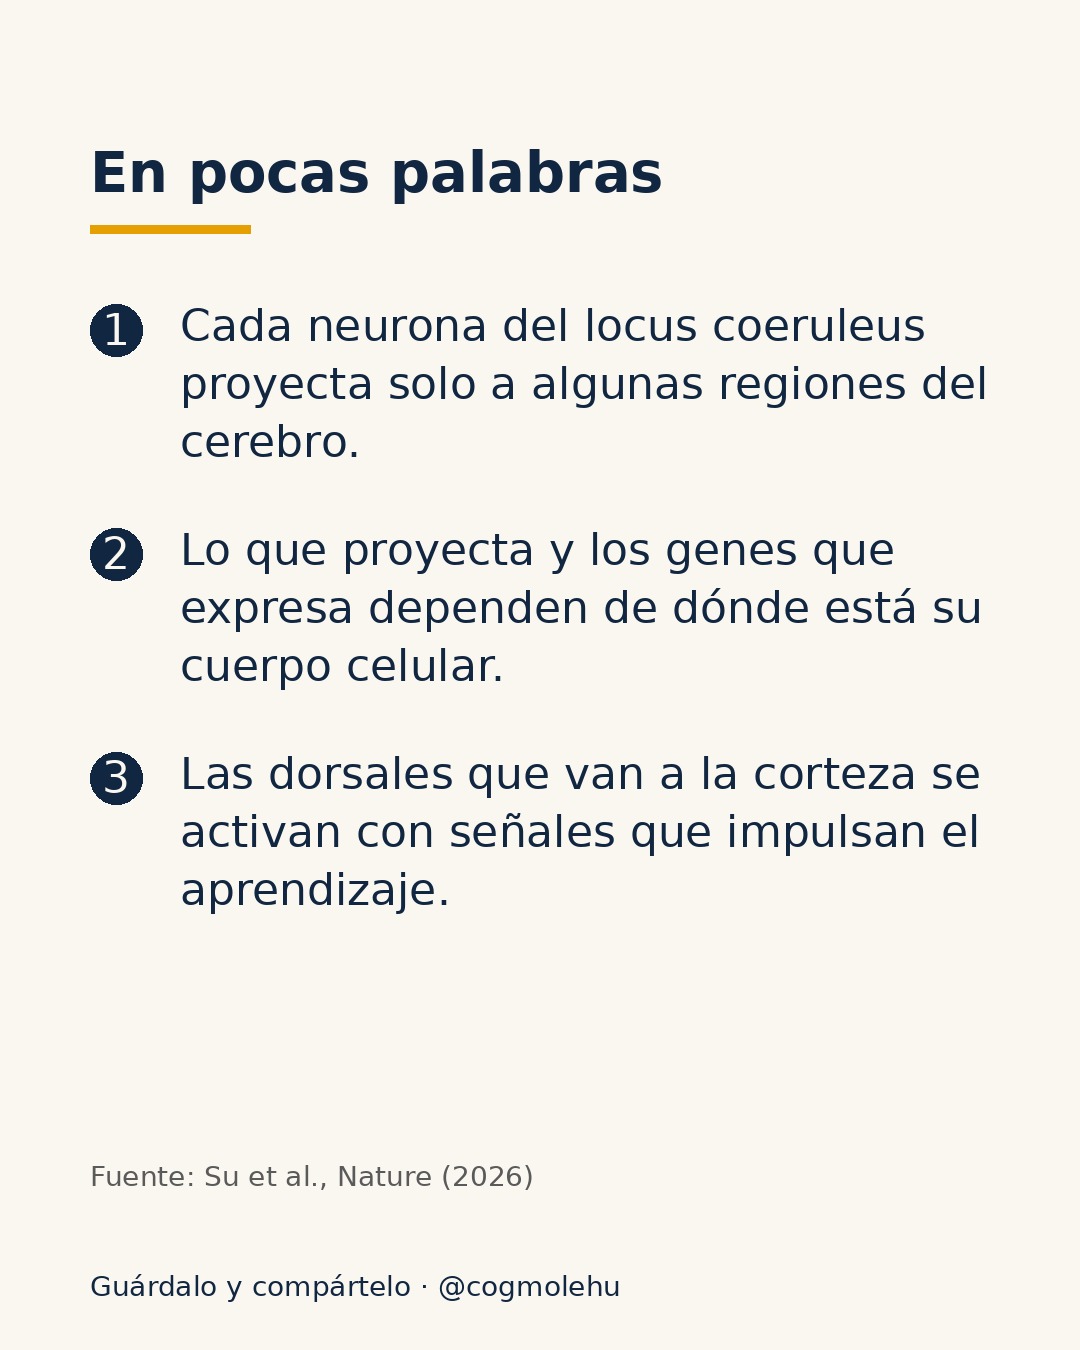 En pocas palabras
1 Cada neurona del locus coeruleus
proyecta solo a algunas regiones del
cerebro.
2 Lo que proyecta y los genes que
expresa dependen de dónde está su
cuerpo celular.
3 Las dorsales que van a la corteza se
activan con señales que impulsan el
aprendizaje.
Fuente: Su et al., Nature (2026)
Guárdalo y compártelo · @cogmolehu